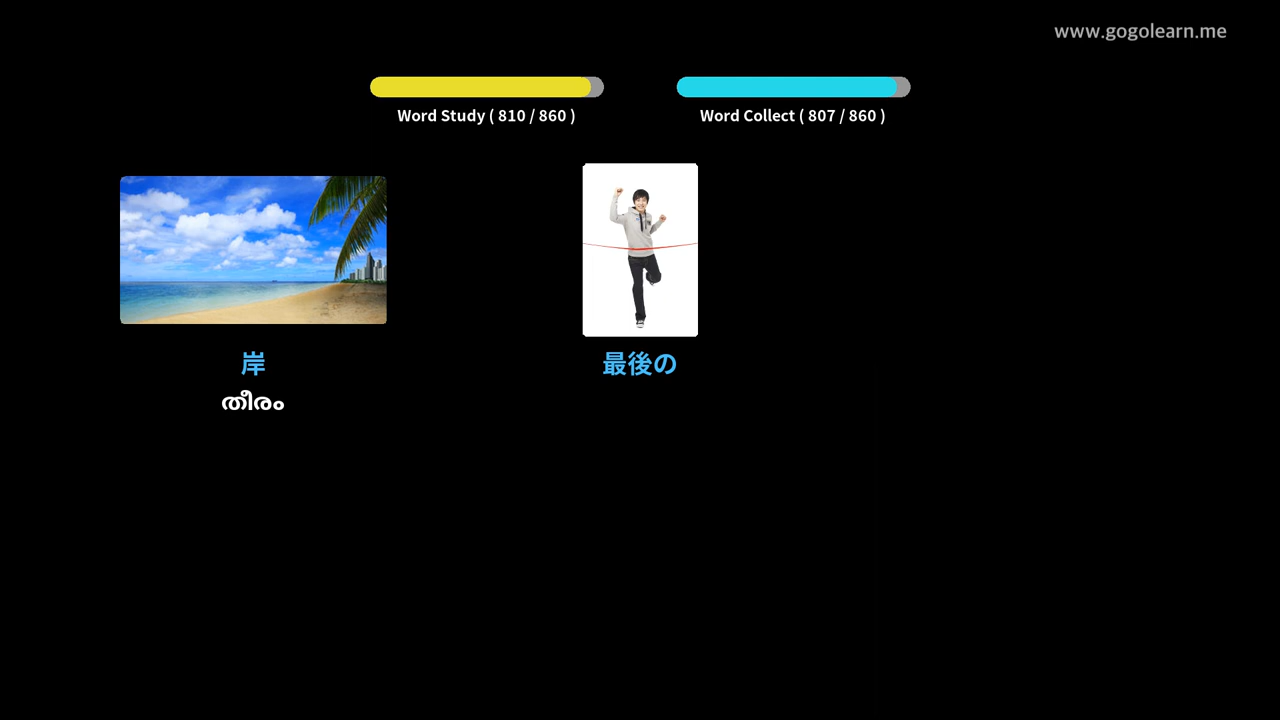 www.gogolearn.me
Word Study ( 810 / 860 )
Word Collect ( 807 / 860 )
岸
തീരം
最後の